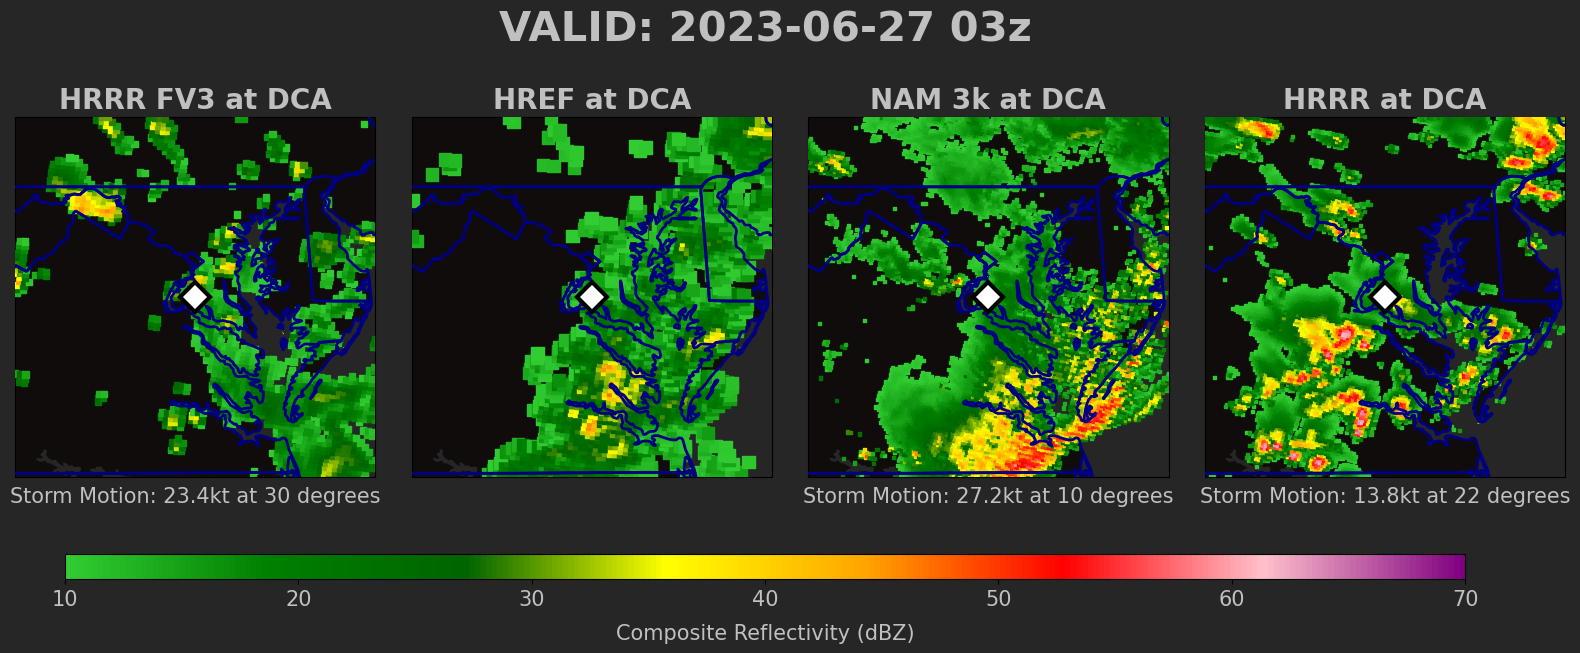 VALID: 2023-06-27 03z
HRRR FV3 at DCA
HREF at DCA
NAM 3k at DCA
HRRR at DCA
Storm Motion: 23.4kt at 30 degrees
Storm Motion: 27.2kt at 10 degrees
Storm Motion: 13.8kt at 22 degrees
10 20 30 40 50 60 70
Composite Reflectivity (dBZ)